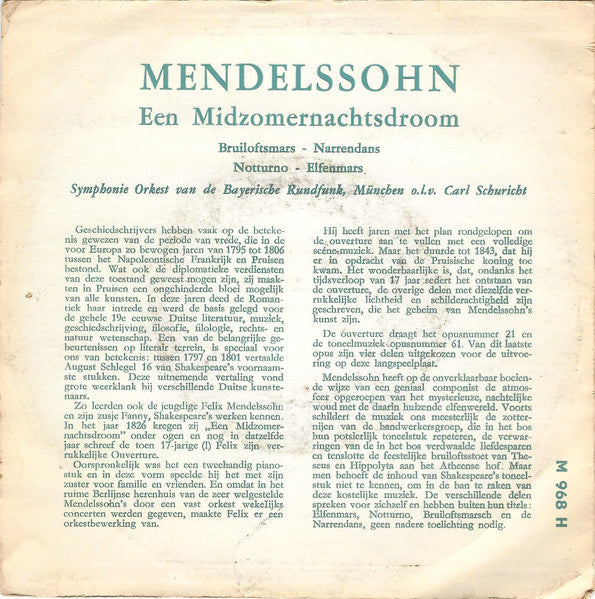 MENDELSSOHN
Een Midzomernachtsdroom
Bruiloftsmars - Narrendans
Notturno - Elfenmars
Symphonie Orkest van de Bayerische Rundfunk, München o.l.v. Carl Schuricht
Geschiedschrijvers hebben vaak op de beteke-
nis gewezen van de periode van vrede, die in de
voor Europa zo bewogen jaren van 1795 tot 1806
tussen het Napoleontische Frankrijk en Pruisen
bestond. Wat ook de diplomatieke verdiensten
van deze toestand geweest mogen zijn, zij maak-
ten in Pruisen een ongehinderde bloei mogelijk
van alle kunsten. In deze jaren deed de Roman-
tiek haar intrede en werd de basis gelegd voor
de gehele 19e eeuwse Duitse literatuur, muziek,
geschiedschrijving, filosofie, filologie, rechts- en
natuur wetenschap. Een van de belangrijke ge-
beurtenissen op literair terrein, is speciaal voor
ons van betekenis: tussen 1797 en 1801 vertaalde
August Schlegel 16 van Shakespeare's voornaam-
ste stukken. Deze uitnemende vertaling vond
grote weerklank bij verschillende Duitse kunste-
naars.
Zo leerden ook de jeugdige Felix Mendelssohn
en zijn zusje Fanny, Shakespeare's werken kennen.
In het jaar 1826 kregen zij „Een Midzomer-
nachtsdroom" onder ogen en nog in datzelfde
jaar schreef de toen 17-jarige (!) Felix zijn ver-
rukkelijke Ouverture.
Oorspronkelijk was het een tweehandig piano-
stuk en in deze vorm speelde hij het met zijn
zuster voor familie en vrienden. En omdat in het
ruime Berlijnse herenhuis van de zeer welgestelde
Mendelssohn's door een vast orkest wekelijks
concerten werden gegeven, maakte Felix er een
orkestbewerking van.
Hij heeft jaren met het plan rondgelopen om
de ouverture aan te vullen met een volledige
scène-muziek. Maar het duurde tot 1843, dat hij
er in opdracht van de Pruisische koning toe
kwam. Het wonderbaarlijke is, dat, ondanks het
tijdsverloop van 17 jaar sedert het ontstaan van
de ouverture, de overige delen met diezelfde ver-
rukkelijke lichtheid en schilderachtigheid zijn
geschreven, die het geheim van Mendelssohn's
kunst zijn.
De ouverture draagt het opusnummer 21 en
de toneelmuziek opusnummer 61. Van dit laatste
opus zijn vier delen uitgekozen voor de uitvoe-
ring op deze langspeelplaat.
Mendelssohn heeft op de onverklaarbaar boeien-
de wijze van een geniaal componist de atmos-
feer opgeroepen van het mysterieuze, nachtelijke
woud met de daarin huizende elfenwereld. Voorts
schildert de muziek ons meesterlijk de zotter-
nijen van de handwerkersgroep, die in het bos
hun potsierlijk toneelstuk repeteren, de verwar-
ringen van de in het bos verdwaalde liefdesparen
en tenslotte de feestelijke bruiloftsstoet van The-
seus en Hippolyta aan het Atheense hof. Maar
men behoeft de inhoud van Shakespeare's toneel-
stuk niet te kennen, om in de ban te raken van
deze kostelijke muziek. De verschillende delen
spreken voor zichzelf en hebben buiten hun titels:
Elfenmars, Notturno, Bruiloftsmarsch en de
Narrendans, geen nadere toelichting nodig.
M 968 H